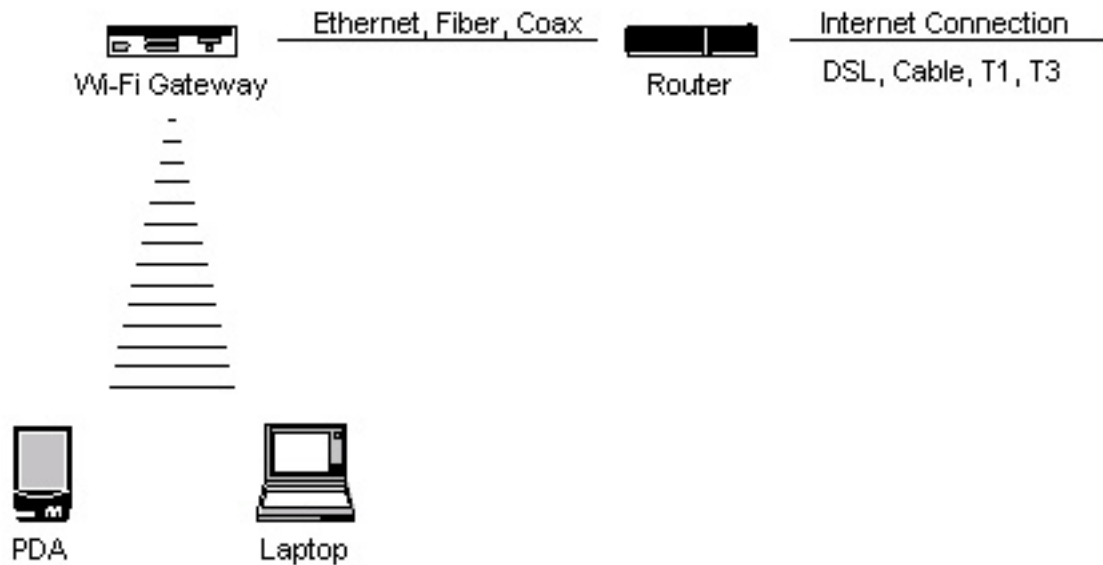 Ethernet, Fiber, Coax
Internet Connection
Wi-Fi Gateway
Router
DSL, Cable, T1, T3
PDA
Laptop